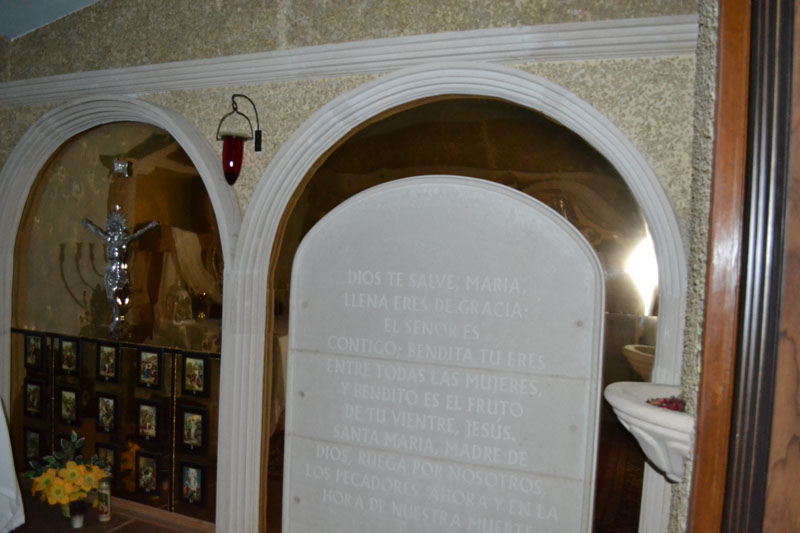 DIOS TE SALVE, MARIA,
LLENA ERES DE GRACIA;
EL SEÑOR ES
CONTIGO; BENDITA TU ERES
ENTRE TODAS LAS MUJERES,
Y BENDITO ES EL FRUTO
DE TU VIENTRE, JESÚS.
SANTA MARIA, MADRE DE
DIOS, RUEGA POR NOSOTROS,
LOS PECADORES, AHORA Y EN LA
HORA DE NUESTRA MUERTE